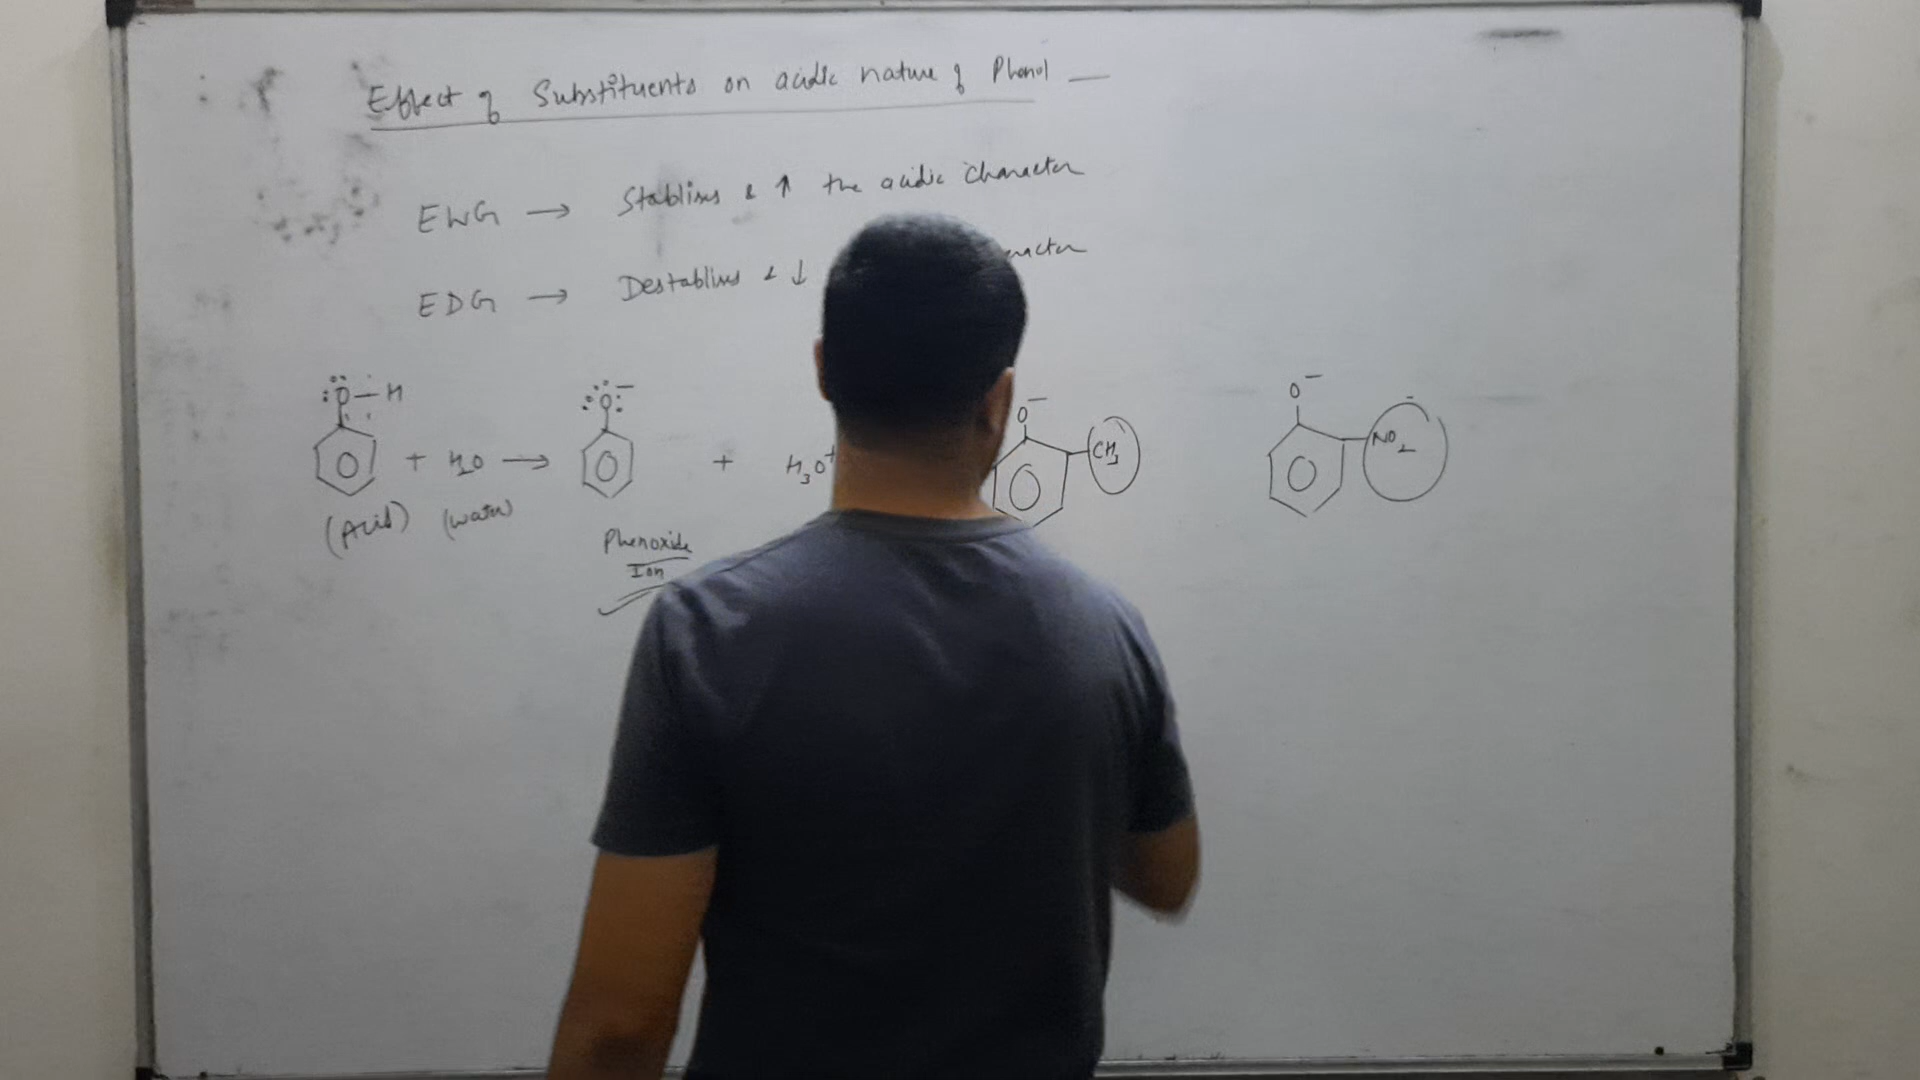 Effect of Substituents on acidic nature of Phenol —
EWG → Stablises & ↑ the acidic character
EDG → Destablises & ↓
O–H
+ H2O → O⁻ + H3O+
(Acid) (water)
Phenoxide
Ion
O⁻ CH3
O⁻ NO2